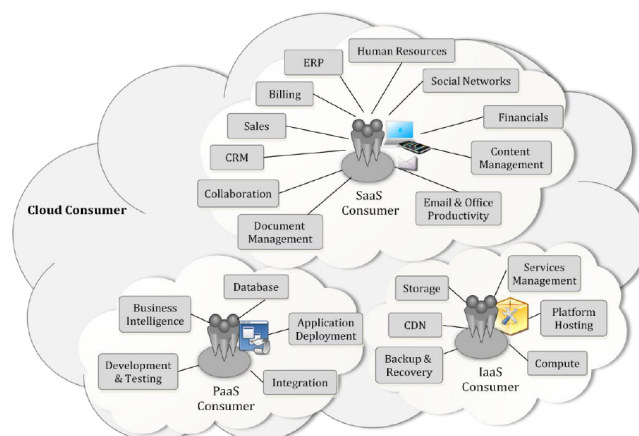 Human Resources
ERP
Social Networks
Billing
Financials
Sales
Content
Management
CRM
SaaS
Consumer
Collaboration
Email & Office
Productivity
Cloud Consumer
Document
Management
Services
Management
Database
Storage
Business
Intelligence
Platform
Hosting
Application
Deployment
CDN
Development
& Testing
Backup &
Recovery
Compute
Integration
IaaS
Consumer
PaaS
Consumer